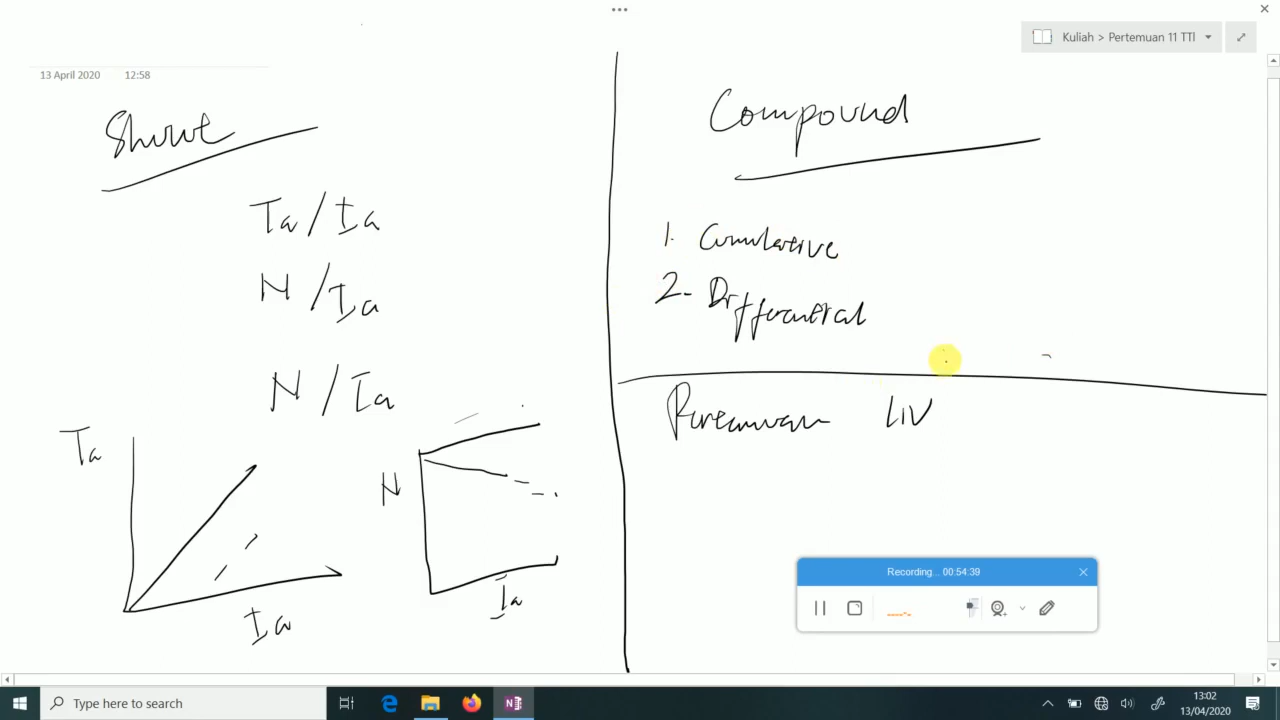 Kuliah > Pertemuan 11 TTI
13 April 2020 12:58
Shunt
Ta / Ia
N / Ia
N / Ia
Ta
Ia
N
Ia
Compound
1. Cumulative
2. Differential
LIV
Recording... 00:54:39
Type here to search
13:02
13/04/2020